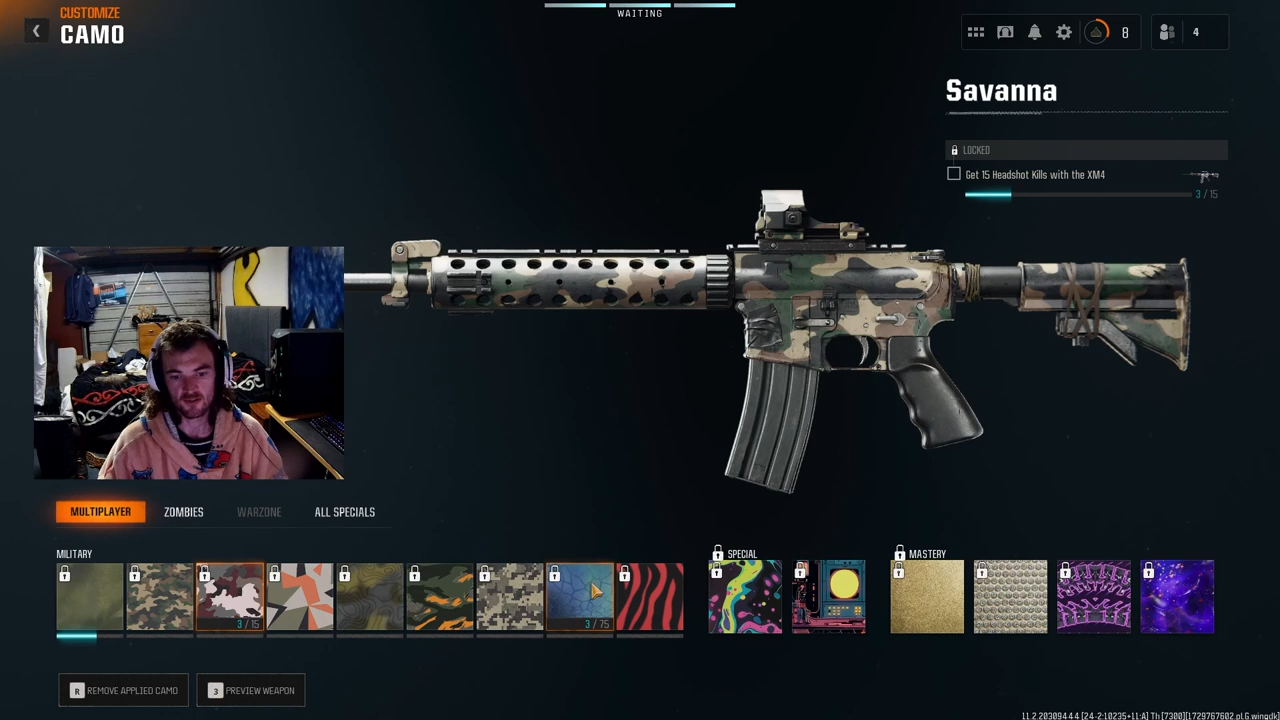 CUSTOMIZE
CAMO
WAITING
8
4
Savanna
LOCKED
Get 15 Headshot Kills with the XM4
3 / 15
MULTIPLAYER
ZOMBIES
WARZONE
ALL SPECIALS
MILITARY
SPECIAL
MASTERY
3 / 15
3 / 75
R REMOVE APPLIED CAMO
3 PREVIEW WEAPON